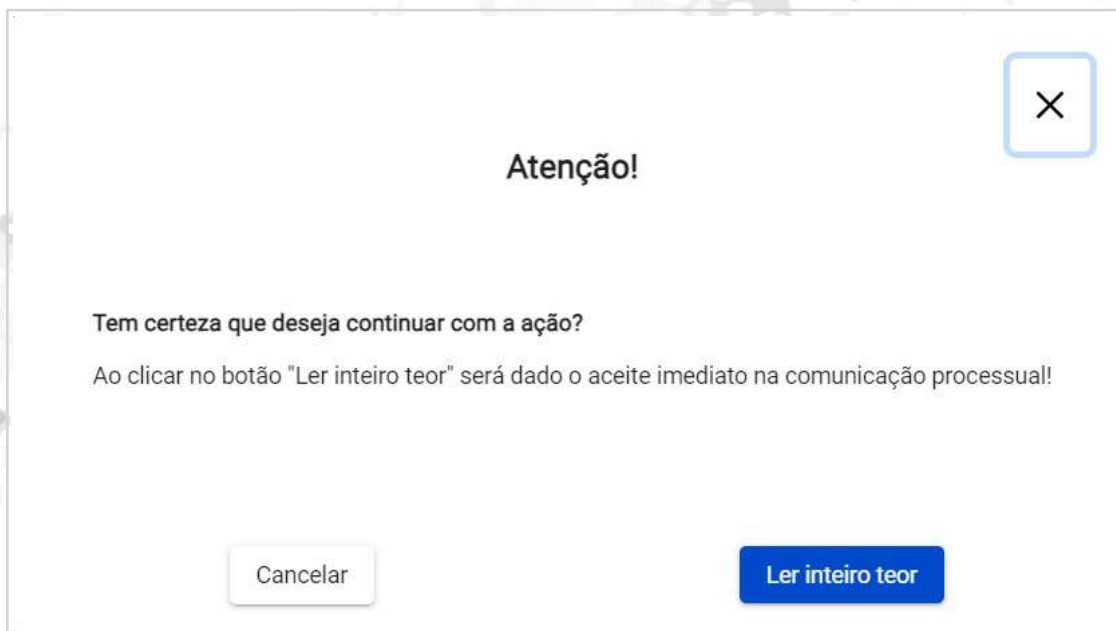 Atenção!
Tem certeza que deseja continuar com a ação?
Ao clicar no botão "Ler inteiro teor" será dado o aceite imediato na comunicação processual!
Cancelar
Ler inteiro teor